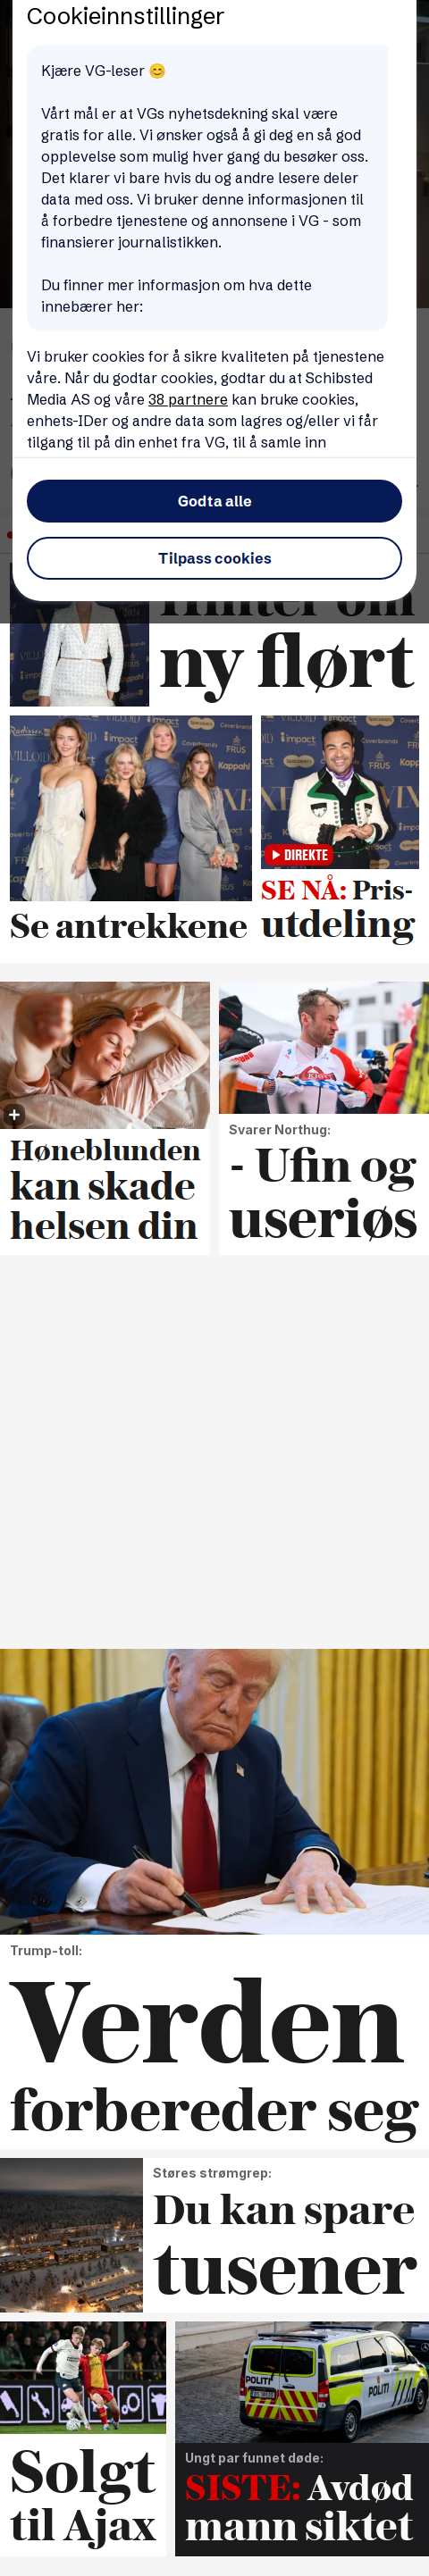 Cookieinnstillinger
Kjære VG-leser 😊
Vårt mål er at VGs nyhetsdekning skal være
gratis for alle. Vi ønsker også å gi deg en så god
opplevelse som mulig hver gang du besøker oss.
Det klarer vi bare hvis du og andre lesere deler
data med oss. Vi bruker denne informasjonen til
å forbedre tjenestene og annonsene i VG - som
finansierer journalistikken.
Du finner mer informasjon om hva dette
innebærer her:
Vi bruker cookies for å sikre kvaliteten på tjenestene
våre. Når du godtar cookies, godtar du at Schibsted
Media AS og våre 38 partnere kan bruke cookies,
enhets-IDer og andre data som lagres og/eller vi får
tilgang til på din enhet fra VG, til å samle inn
Godta alle
Tilpass cookies
Hinter om
ny flørt
Se antrekkene
DIREKTE
SE NÅ: Pris-
utdeling
Høneblunden
kan skade
helsen din
Svarer Northug:
- Ufin og
useriøs
Trump-toll:
Verden
forbereder seg
Støres strømgrep:
Du kan spare
tusener
Solgt
til Ajax
POLITI
Ungt par funnet døde:
SISTE: Avdød
mann siktet